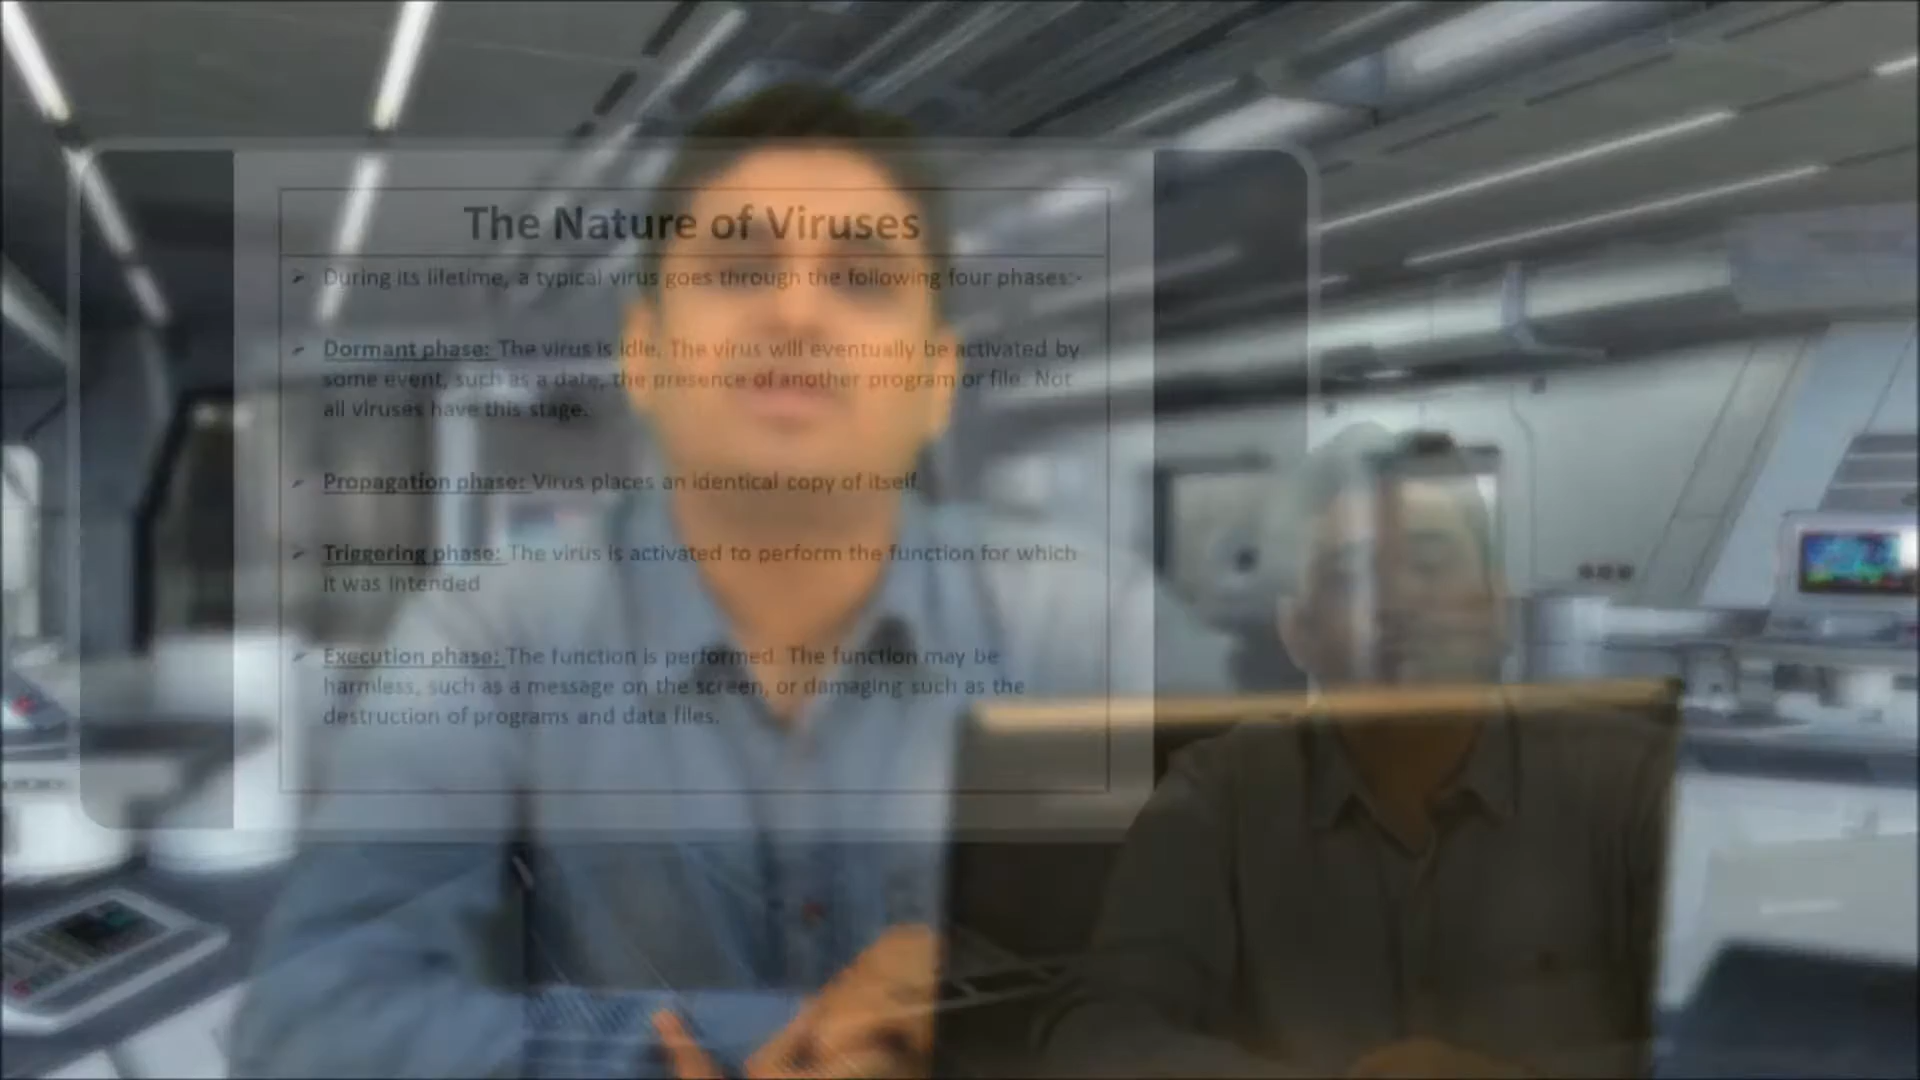 The Nature of Viruses
➢ During its lifetime, a typical virus goes through the following four phases:-
➢ Dormant phase: The virus is idle. The virus will eventually be activated by
some event, such as a date, the presence of another program or file. Not
all viruses have this stage.
➢ Propagation phase: Virus places an identical copy of itself.
➢ Triggering phase: The virus is activated to perform the function for which
it was intended
➢ Execution phase: The function is performed. The function may be
harmless, such as a message on the screen, or damaging such as the
destruction of programs and data files.